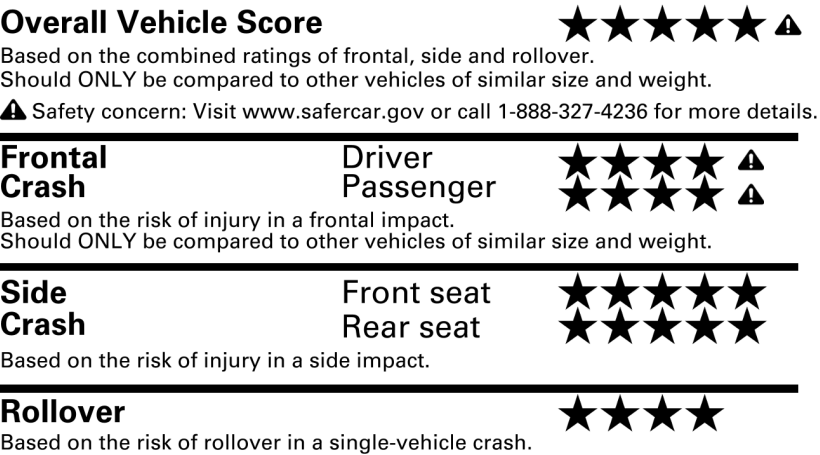 Overall Vehicle Score ★★★★★ ⚠
Based on the combined ratings of frontal, side and rollover.
Should ONLY be compared to other vehicles of similar size and weight.
⚠ Safety concern: Visit www.safercar.gov or call 1-888-327-4236 for more details.
Frontal Driver ★★★★ ⚠
Crash Passenger ★★★★ ⚠
Based on the risk of injury in a frontal impact.
Should ONLY be compared to other vehicles of similar size and weight.
Side Front seat ★★★★★
Crash Rear seat ★★★★★
Based on the risk of injury in a side impact.
Rollover ★★★★
Based on the risk of rollover in a single-vehicle crash.